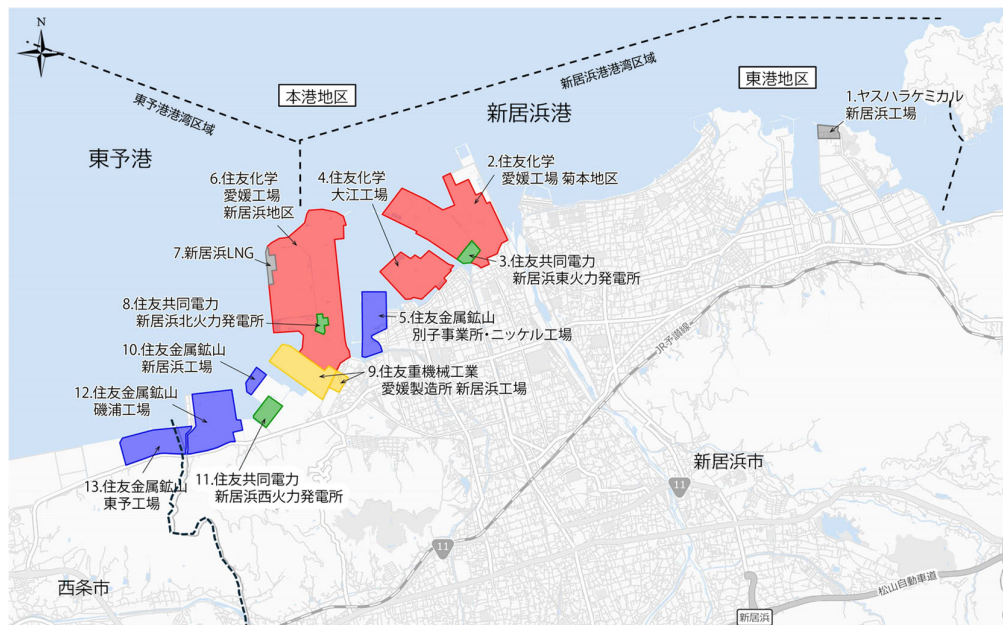 N
本港地区
新居浜港港湾区域
東港地区
東予港港湾区域
新居浜港
1.ヤスハラケミカル
新居浜工場
東予港
6.住友化学
愛媛工場
新居浜地区
4.住友化学
大江工場
2.住友化学
愛媛工場 菊本地区
7.新居浜LNG
3.住友共同電力
新居浜東火力発電所
8.住友共同電力
新居浜北火力発電所
5.住友金属鉱山
別子事業所・ニッケル工場
JR予讃線
10.住友金属鉱山
新居浜工場
9.住友重機械工業
愛媛製造所 新居浜工場
12.住友金属鉱山
磯浦工場
13.住友金属鉱山
東予工場
11.住友共同電力
新居浜西火力発電所
新居浜市
11
11
西条市
松山自動車道
新居浜